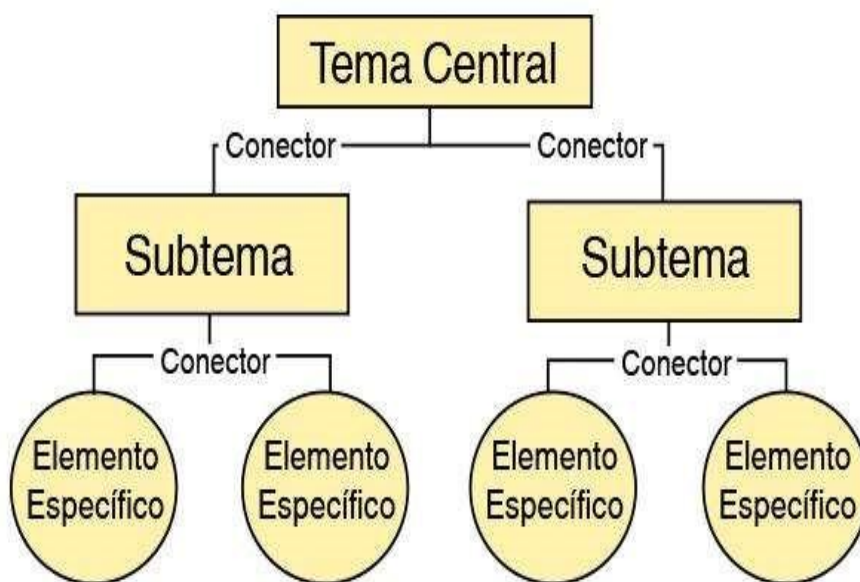 Tema Central
Conector Conector
Subtema Subtema
Conector Conector
Elemento Elemento Elemento Elemento
Específico Específico Específico Específico